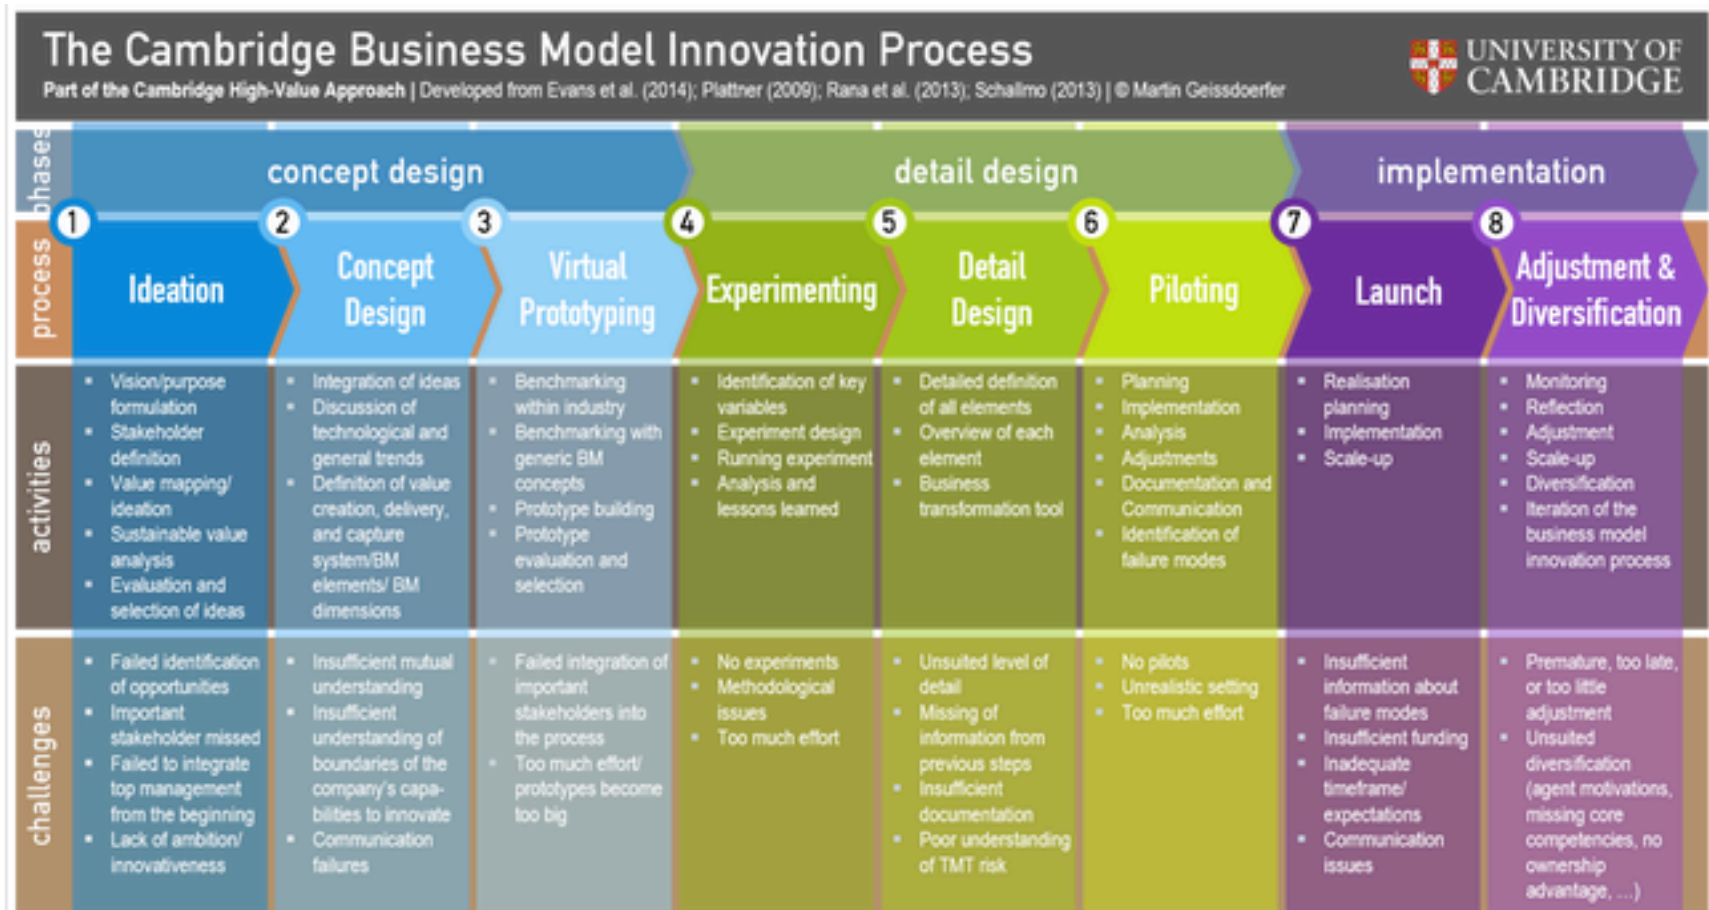 The Cambridge Business Model Innovation Process
Part of the Cambridge High-Value Approach | Developed from Evans et al. (2014); Plattner (2009); Rana et al. (2013); Schallmo (2013) | © Martin Geissdoerfer
UNIVERSITY OF
CAMBRIDGE
phases
concept design
detail design
implementation
process
1
Ideation
2
Concept
Design
3
Virtual
Prototyping
4
Experimenting
5
Detail
Design
6
Piloting
7
Launch
8
Adjustment &
Diversification
activities
▪ Vision/purpose
formulation
▪ Stakeholder
definition
▪ Value mapping/
ideation
▪ Sustainable value
analysis
▪ Evaluation and
selection of ideas
▪ Integration of ideas
▪ Discussion of
technological and
general trends
▪ Definition of value
creation, delivery,
and capture
system/BM
elements/ BM
dimensions
▪ Benchmarking
within industry
▪ Benchmarking with
generic BM
concepts
▪ Prototype building
▪ Prototype
evaluation and
selection
▪ Identification of key
variables
▪ Experiment design
▪ Running experiment
▪ Analysis and
lessons learned
▪ Detailed definition
of all elements
▪ Overview of each
element
▪ Business
transformation tool
▪ Planning
▪ Implementation
▪ Analysis
▪ Adjustments
▪ Documentation and
Communication
▪ Identification of
failure modes
▪ Realisation
planning
▪ Implementation
▪ Scale-up
▪ Monitoring
▪ Reflection
▪ Adjustment
▪ Scale-up
▪ Diversification
▪ Iteration of the
business model
innovation process
challenges
▪ Failed identification
of opportunities
▪ Important
stakeholder missed
▪ Failed to integrate
top management
from the beginning
▪ Lack of ambition/
innovativeness
▪ Insufficient mutual
understanding
▪ Insufficient
understanding of
boundaries of the
company's capa-
bilities to innovate
▪ Communication
failures
▪ Failed integration of
important
stakeholders into
the process
▪ Too much effort/
prototypes become
too big
▪ No experiments
▪ Methodological
issues
▪ Too much effort
▪ Unsuited level of
detail
▪ Missing of
information from
previous steps
▪ Insufficient
documentation
▪ Poor understanding
of TMT risk
▪ No pilots
▪ Unrealistic setting
▪ Too much effort
▪ Insufficient
information about
failure modes
▪ Insufficient funding
▪ Inadequate
timeframe/
expectations
▪ Communication
issues
▪ Premature, too late,
or too little
adjustment
▪ Unsuited
diversification
(agent motivations,
missing core
competencies, no
ownership
advantage, ...)